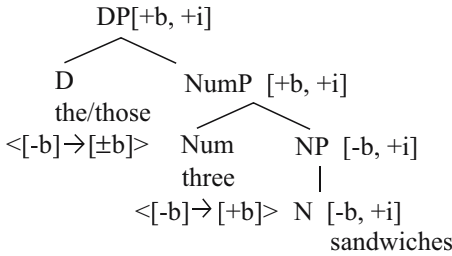 DP[+b, +i]
D NumP [+b, +i]
the/those
<[-b]→[±b]> Num NP [-b, +i]
three
<[-b]→[+b]> N [-b, +i]
sandwiches